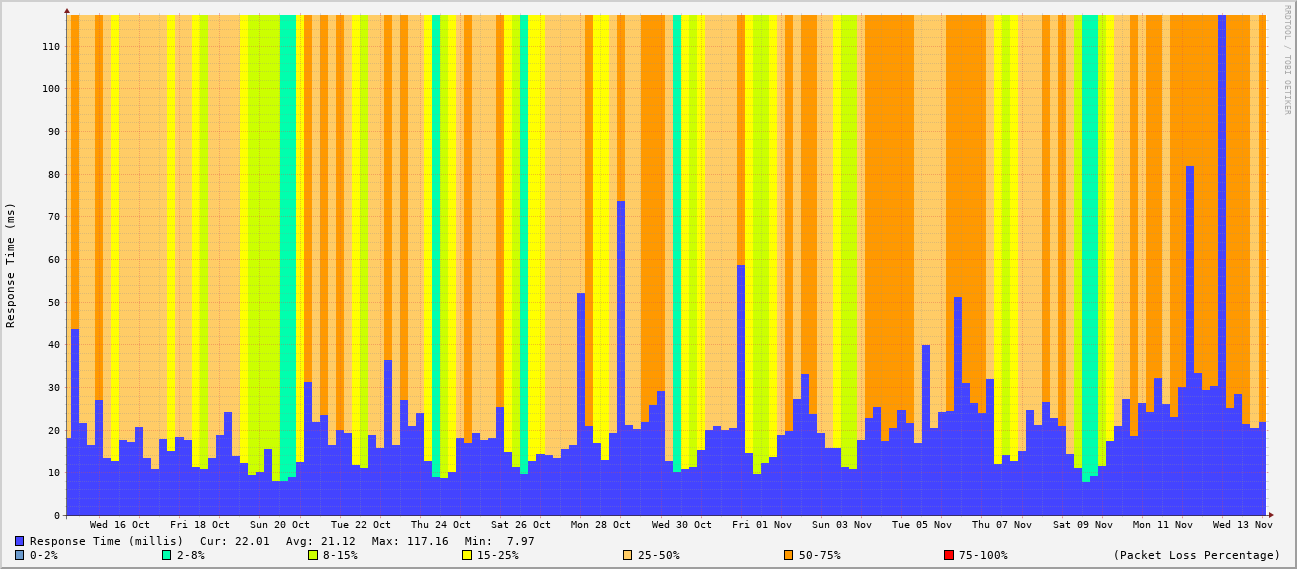 RRDTOOL / TOBI OETIKER
Response Time (ms)
110
100
90
80
70
60
50
40
30
20
10
0
Wed 16 Oct Fri 18 Oct Sun 20 Oct Tue 22 Oct Thu 24 Oct Sat 26 Oct Mon 28 Oct Wed 30 Oct Fri 01 Nov Sun 03 Nov Tue 05 Nov Thu 07 Nov Sat 09 Nov Mon 11 Nov Wed 13 Nov
Response Time (millis) Cur: 22.01 Avg: 21.12 Max: 117.16 Min: 7.97
0-2% 2-8% 8-15% 15-25% 25-50% 50-75% 75-100% (Packet Loss Percentage)